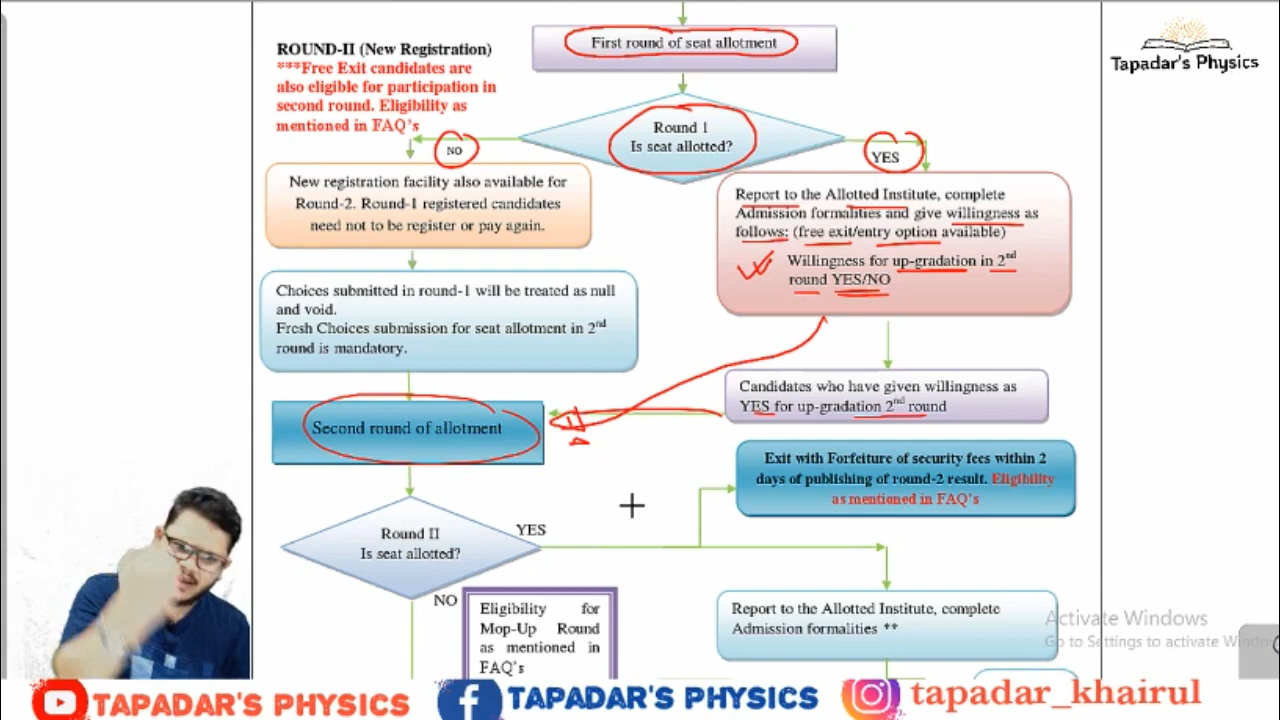 First round of seat allotment
Tapadar's Physics
ROUND-II (New Registration)
***Free Exit candidates are
also eligible for participation in
second round. Eligibility as
mentioned in FAQ's
Round 1
Is seat allotted?
NO
YES
New registration facility also available for
Round-2. Round-1 registered candidates
need not to be register or pay again.
Report to the Allotted Institute, complete
Admission formalities and give willingness as
follows: (free exit/entry option available)
Willingness for up-gradation in 2nd
round YES/NO
Choices submitted in round-1 will be treated as null
and void.
Fresh Choices submission for seat allotment in 2nd
round is mandatory.
Candidates who have given willingness as
YES for up-gradation 2nd round
Second round of allotment
Exit with Forfeiture of security fees within 2
days of publishing of round-2 result. Eligibility
as mentioned in FAQ's
Round II
Is seat allotted?
YES
NO
Eligibility for
Mop-Up Round
as mentioned in
FAQ's
Report to the Allotted Institute, complete
Admission formalities **
Activate Windows
Go to Settings to activate Windo
TAPADAR'S PHYSICS
TAPADAR'S PHYSICS
tapadar_khairul